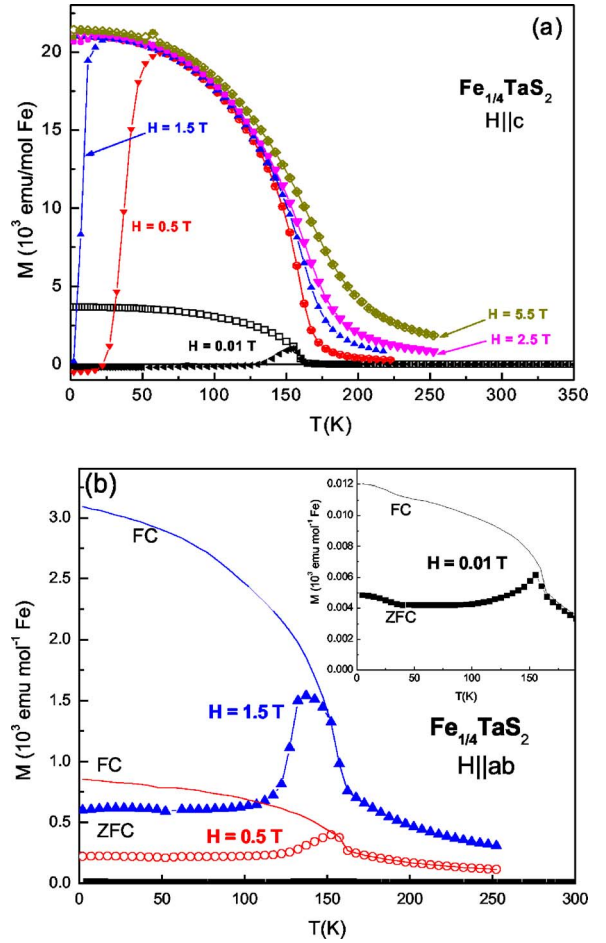 (a)
Fe1/4TaS2
H||c
H = 1.5 T
H = 0.5 T
H = 0.01 T
H = 5.5 T
H = 2.5 T
M (10³ emu/mol Fe)
20
15
10
5
0
0 50 100 150 200 250 300 350
T(K)
(b)
M (10³ emu mol⁻¹ Fe)
3.0
2.5
2.0
1.5
1.0
0.5
0.0
FC
H = 1.5 T
FC
ZFC
H = 0.5 T
Fe1/4TaS2
H||ab
0 50 100 150 200 250 300
T(K)
M (10³ emu mol⁻¹ Fe)
0.012
0.010
0.008
0.006
0.004
0.002
0.000
FC
H = 0.01 T
ZFC
0 50 100 150
T(K)